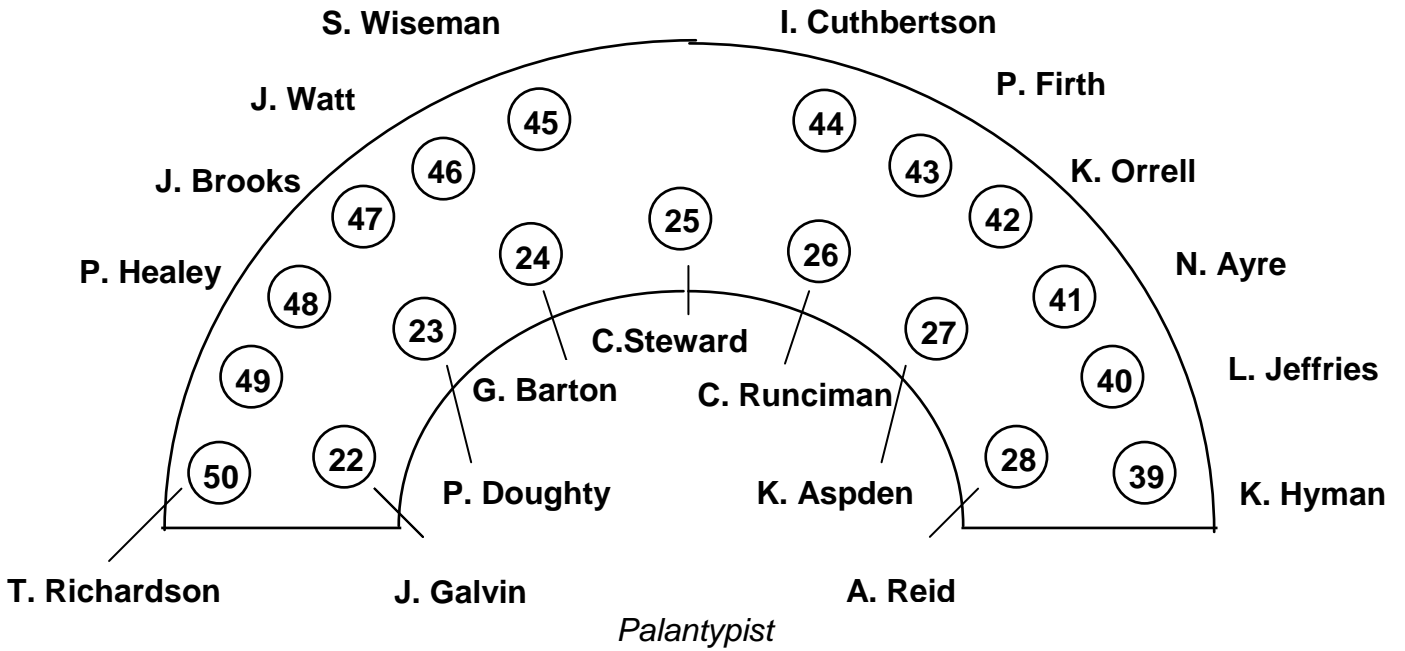 S. Wiseman
I. Cuthbertson
J. Watt
P. Firth
45
44
46
43
J. Brooks
K. Orrell
47
42
25
24
26
P. Healey
N. Ayre
48
41
23
27
C.Steward
49
40
L. Jeffries
G. Barton
C. Runciman
50
22
28
39
P. Doughty
K. Aspden
K. Hyman
T. Richardson
J. Galvin
A. Reid
Palantypist